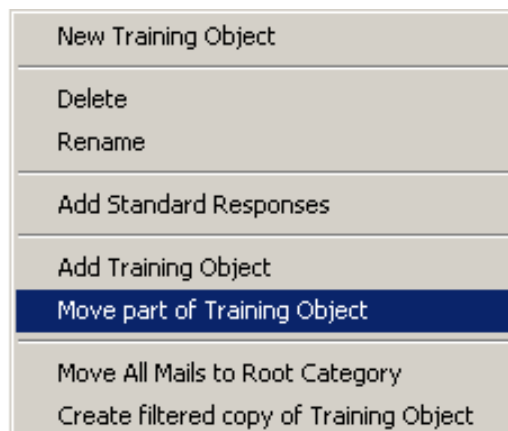 New Training Object
Delete
Rename
Add Standard Responses
Add Training Object
Move part of Training Object
Move All Mails to Root Category
Create filtered copy of Training Object